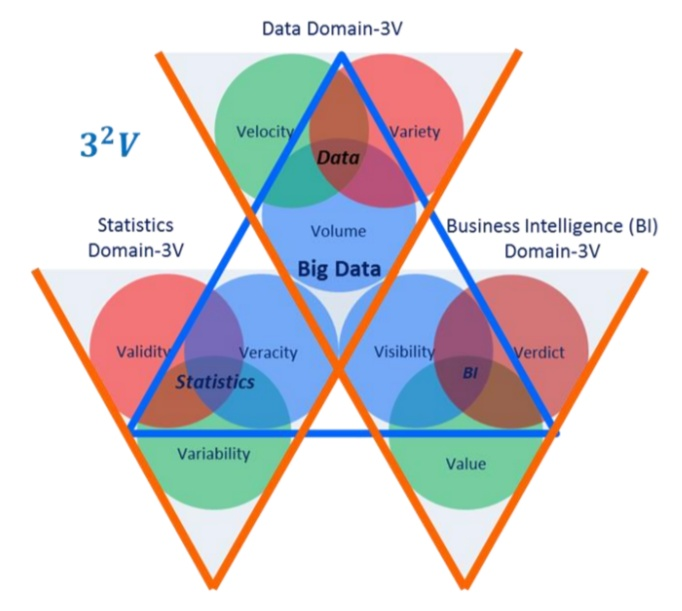 Data Domain-3V
3²V
Velocity
Variety
Data
Volume
Big Data
Statistics
Domain-3V
Business Intelligence (BI)
Domain-3V
Validity
Veracity
Statistics
Variability
Visibility
Verdict
BI
Value